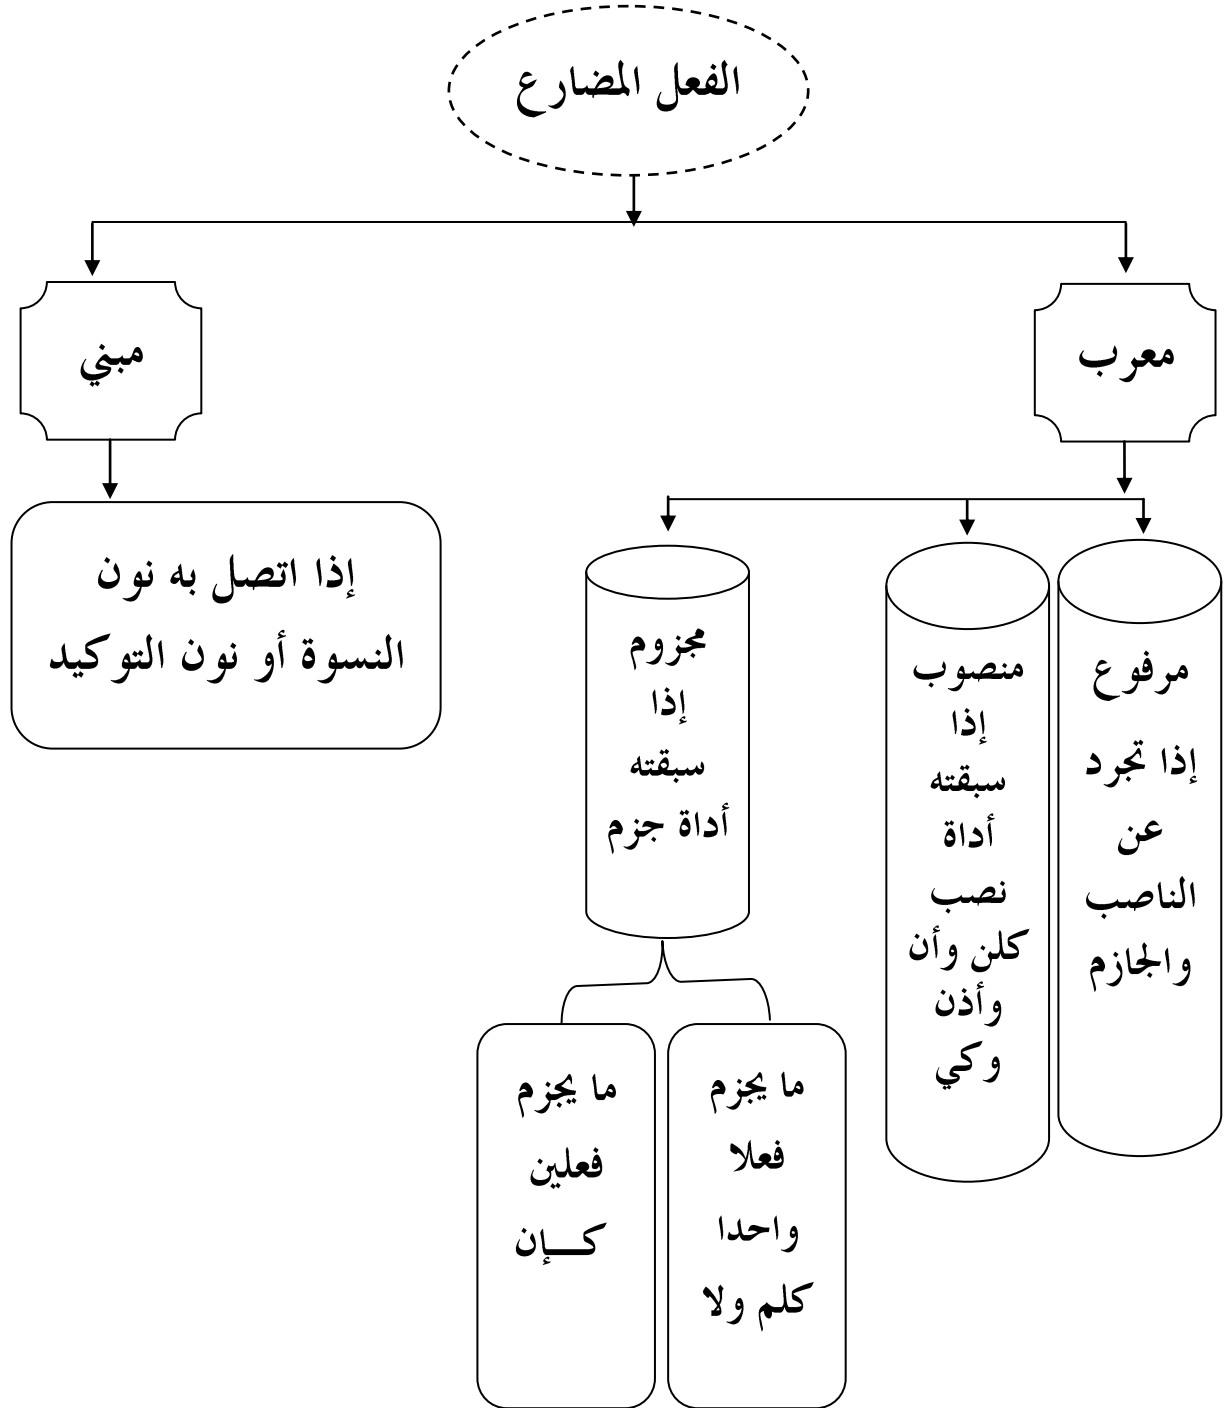 الفعل المضارع
معرب
مبني
مرفوع
إذا تجرد
عن
الناصب
والجازم
منصوب
إذا
سبقته
أداة
نصب
كلن وأن
وأذن
وكي
مجزوم
إذا
سبقته
أداة جزم
ما يجزم
فعلا
واحدا
كلم ولا
ما يجزم
فعلين
كـــإن
إذا اتصل به نون
النسوة أو نون التوكيد